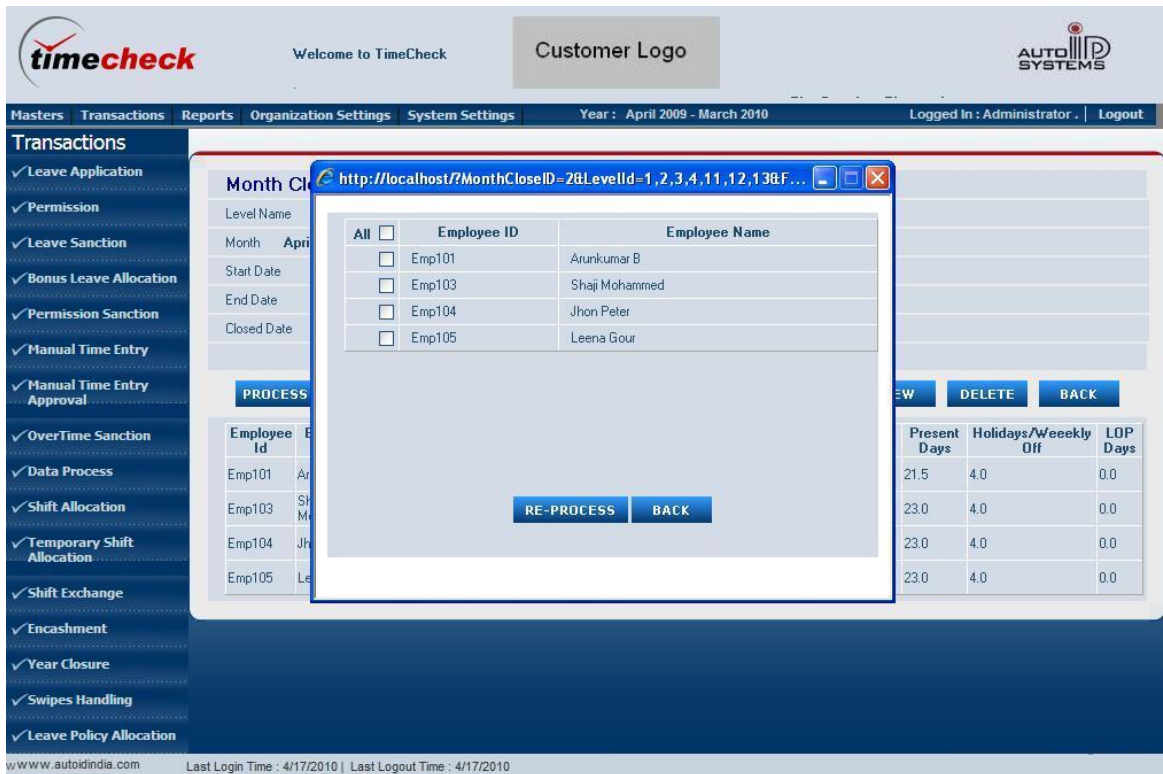 timecheck
Welcome to TimeCheck
Customer Logo
AUTO ID
SYSTEMS
Masters Transactions Reports Organization Settings System Settings Year : April 2009 - March 2010 Logged In : Administrator . Logout
Transactions
Leave Application
Permission
Leave Sanction
Bonus Leave Allocation
Permission Sanction
Manual Time Entry
Manual Time Entry
Approval
OverTime Sanction
Data Process
Shift Allocation
Temporary Shift
Allocation
Shift Exchange
Encashment
Year Closure
Swipes Handling
Leave Policy Allocation
Month Cl
Level Name
Month Apri
Start Date
End Date
Closed Date
PROCESS
EW DELETE BACK
Employee Id E Present Days Holidays/Weeekly Off LOP Days
Emp101 Ar 21.5 4.0 0.0
Emp103 Sh M 23.0 4.0 0.0
Emp104 Jh 23.0 4.0 0.0
Emp105 Le 23.0 4.0 0.0
http://localhost/?MonthCloseID=2&LevelId=1,2,3,4,11,12,13&F...
All Employee ID Employee Name
Emp101 Arunkumar B
Emp103 Shaji Mohammed
Emp104 Jhon Peter
Emp105 Leena Gour
RE-PROCESS BACK
wwww.autoidindia.com Last Login Time : 4/17/2010 | Last Logout Time : 4/17/2010